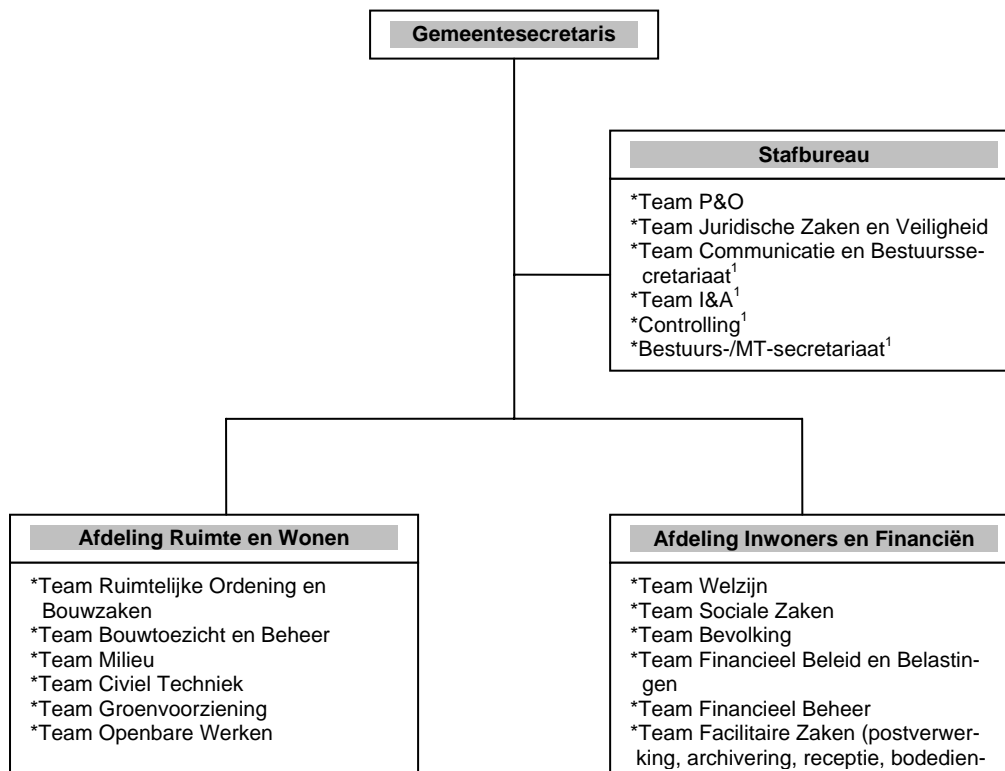 Gemeentesecretaris
Stafbureau
*Team P&O
*Team Juridische Zaken en Veiligheid
*Team Communicatie en Bestuursse-
cretariaat¹
*Team I&A¹
*Controlling¹
*Bestuurs-/MT-secretariaat¹
Afdeling Ruimte en Wonen
*Team Ruimtelijke Ordening en
Bouwzaken
*Team Bouwtoezicht en Beheer
*Team Milieu
*Team Civiel Techniek
*Team Groenvoorziening
*Team Openbare Werken
Afdeling Inwoners en Financiën
*Team Welzijn
*Team Sociale Zaken
*Team Bevolking
*Team Financieel Beleid en Belastin-
gen
*Team Financieel Beheer
*Team Facilitaire Zaken (postverwer-
king, archivering, receptie, bodedien-